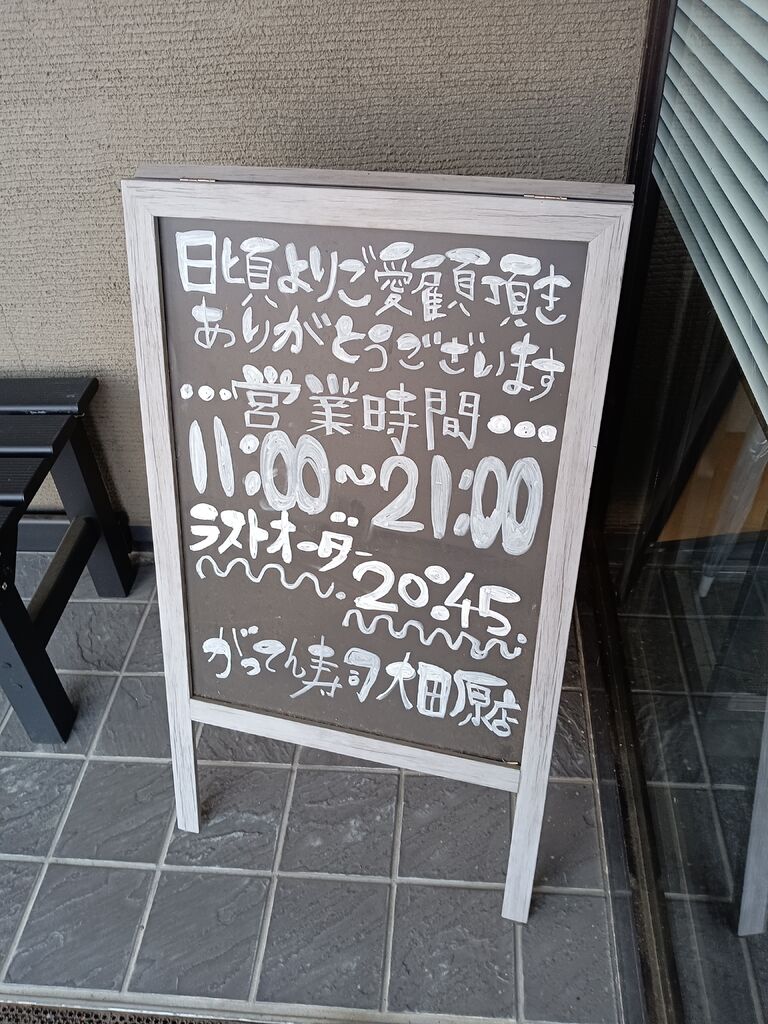 日頃よりご愛顧頂き
ありがとうございます
…営業時間…
11:00~21:00
ラストオーダー
20:45
がってん寿司大田原店